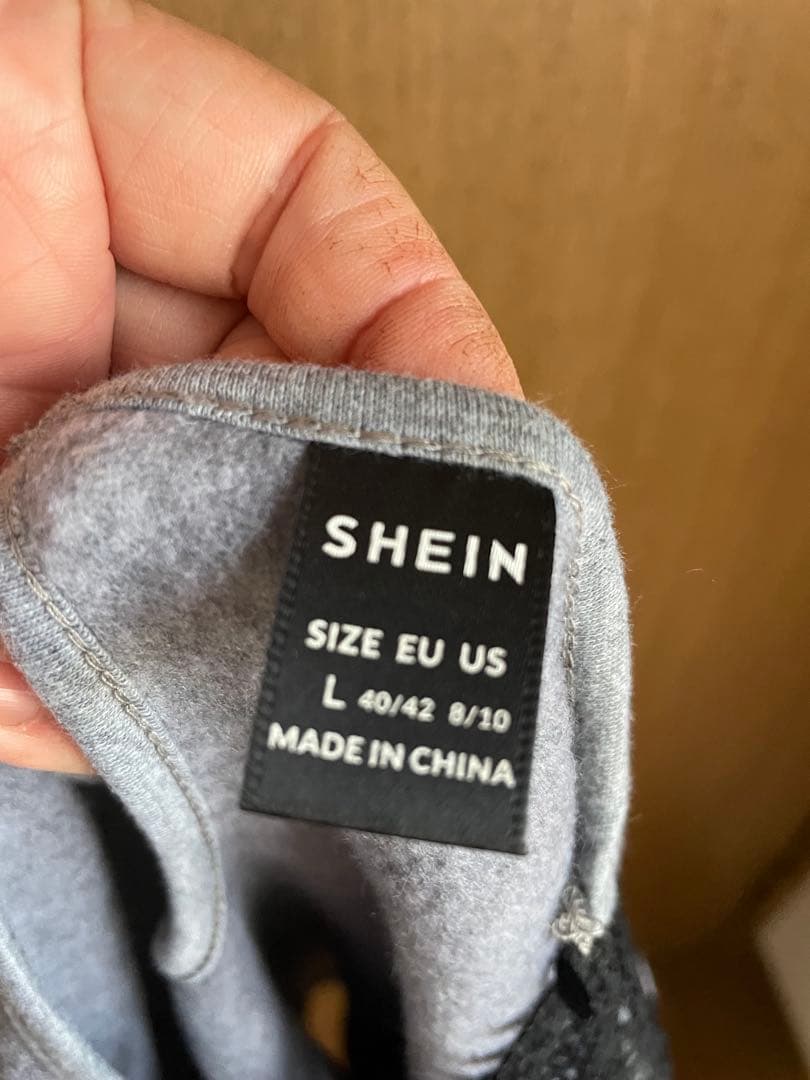 SHEIN
SIZE EU US
L 40/42 8/10
MADE IN CHINA